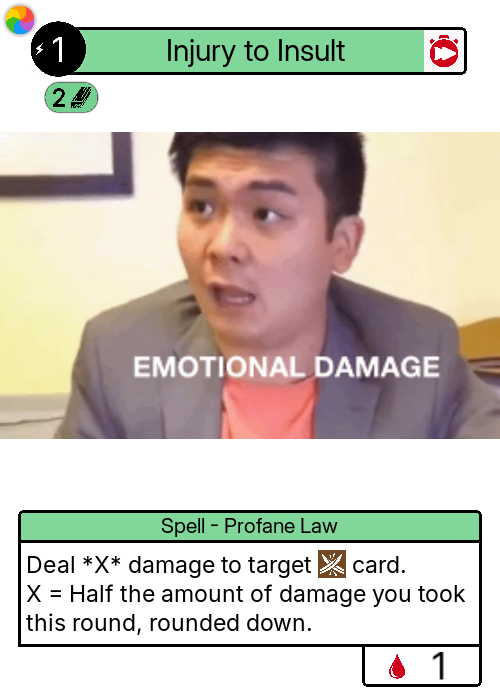 1 Injury to Insult
2
EMOTIONAL DAMAGE
Spell - Profane Law
Deal *X* damage to target card.
X = Half the amount of damage you took
this round, rounded down.
1